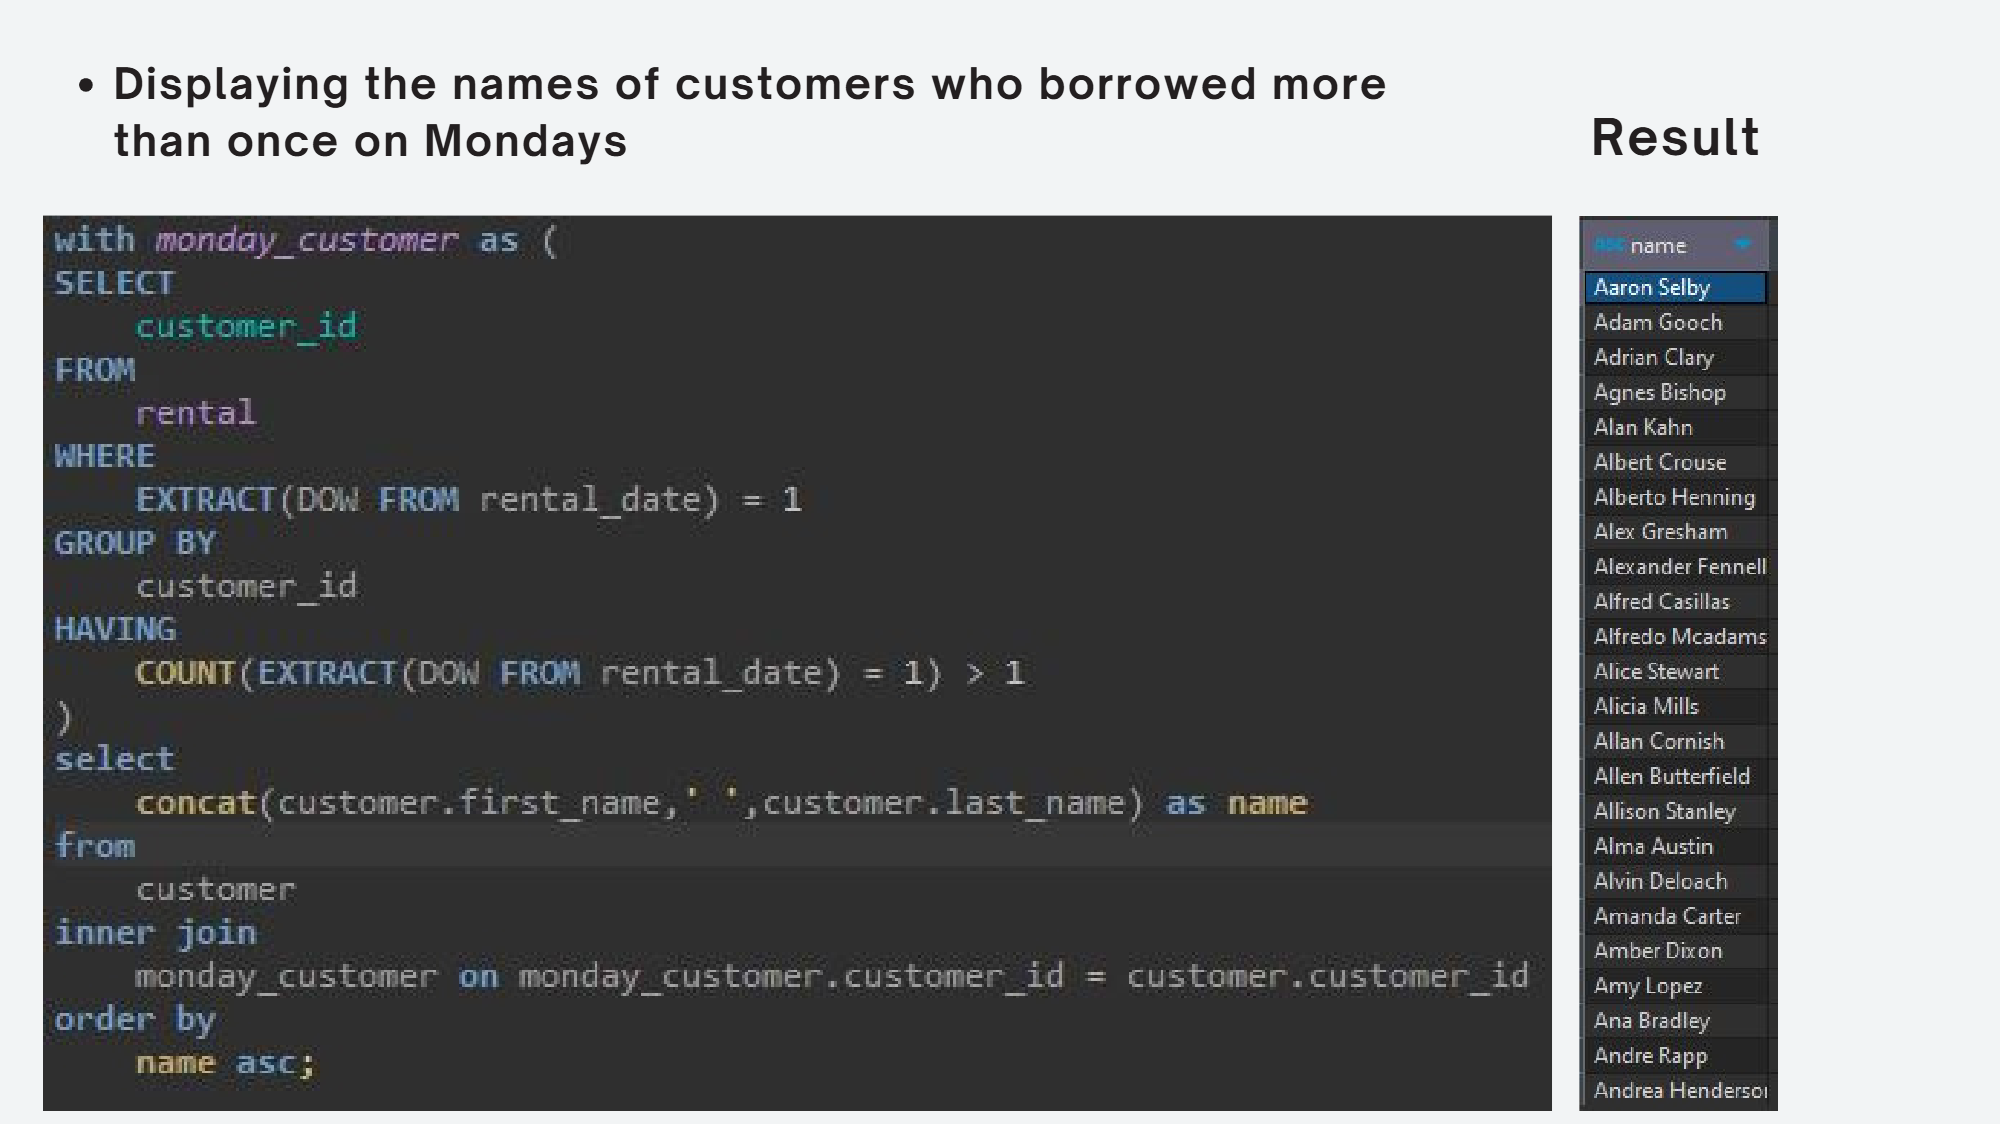 • Displaying the names of customers who borrowed more
than once on Mondays
Result
with monday_customer as (
SELECT
customer_id
FROM
rental
WHERE
EXTRACT(DOW FROM rental_date) = 1
GROUP BY
customer_id
HAVING
COUNT(EXTRACT(DOW FROM rental_date) = 1) > 1
)
select
concat(customer.first_name,' ',customer.last_name) as name
from
customer
inner join
monday_customer on monday_customer.customer_id = customer.customer_id
order by
name asc;
ABC name
Aaron Selby
Adam Gooch
Adrian Clary
Agnes Bishop
Alan Kahn
Albert Crouse
Alberto Henning
Alex Gresham
Alexander Fennell
Alfred Casillas
Alfredo Mcadams
Alice Stewart
Alicia Mills
Allan Cornish
Allen Butterfield
Allison Stanley
Alma Austin
Alvin Deloach
Amanda Carter
Amber Dixon
Amy Lopez
Ana Bradley
Andre Rapp
Andrea Henderso